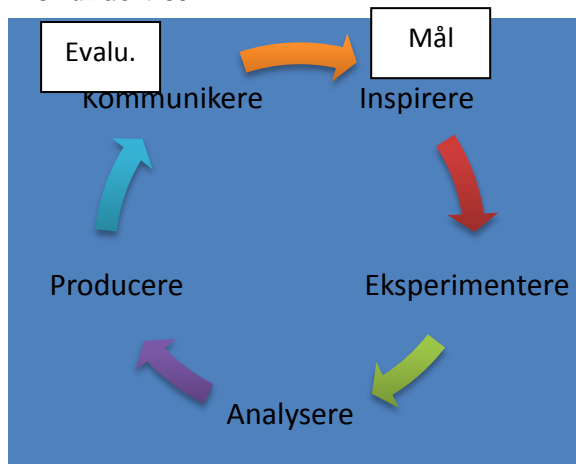 Evalu.
Mål
Kommunikere
Inspirere
Producere
Eksperimentere
Analysere